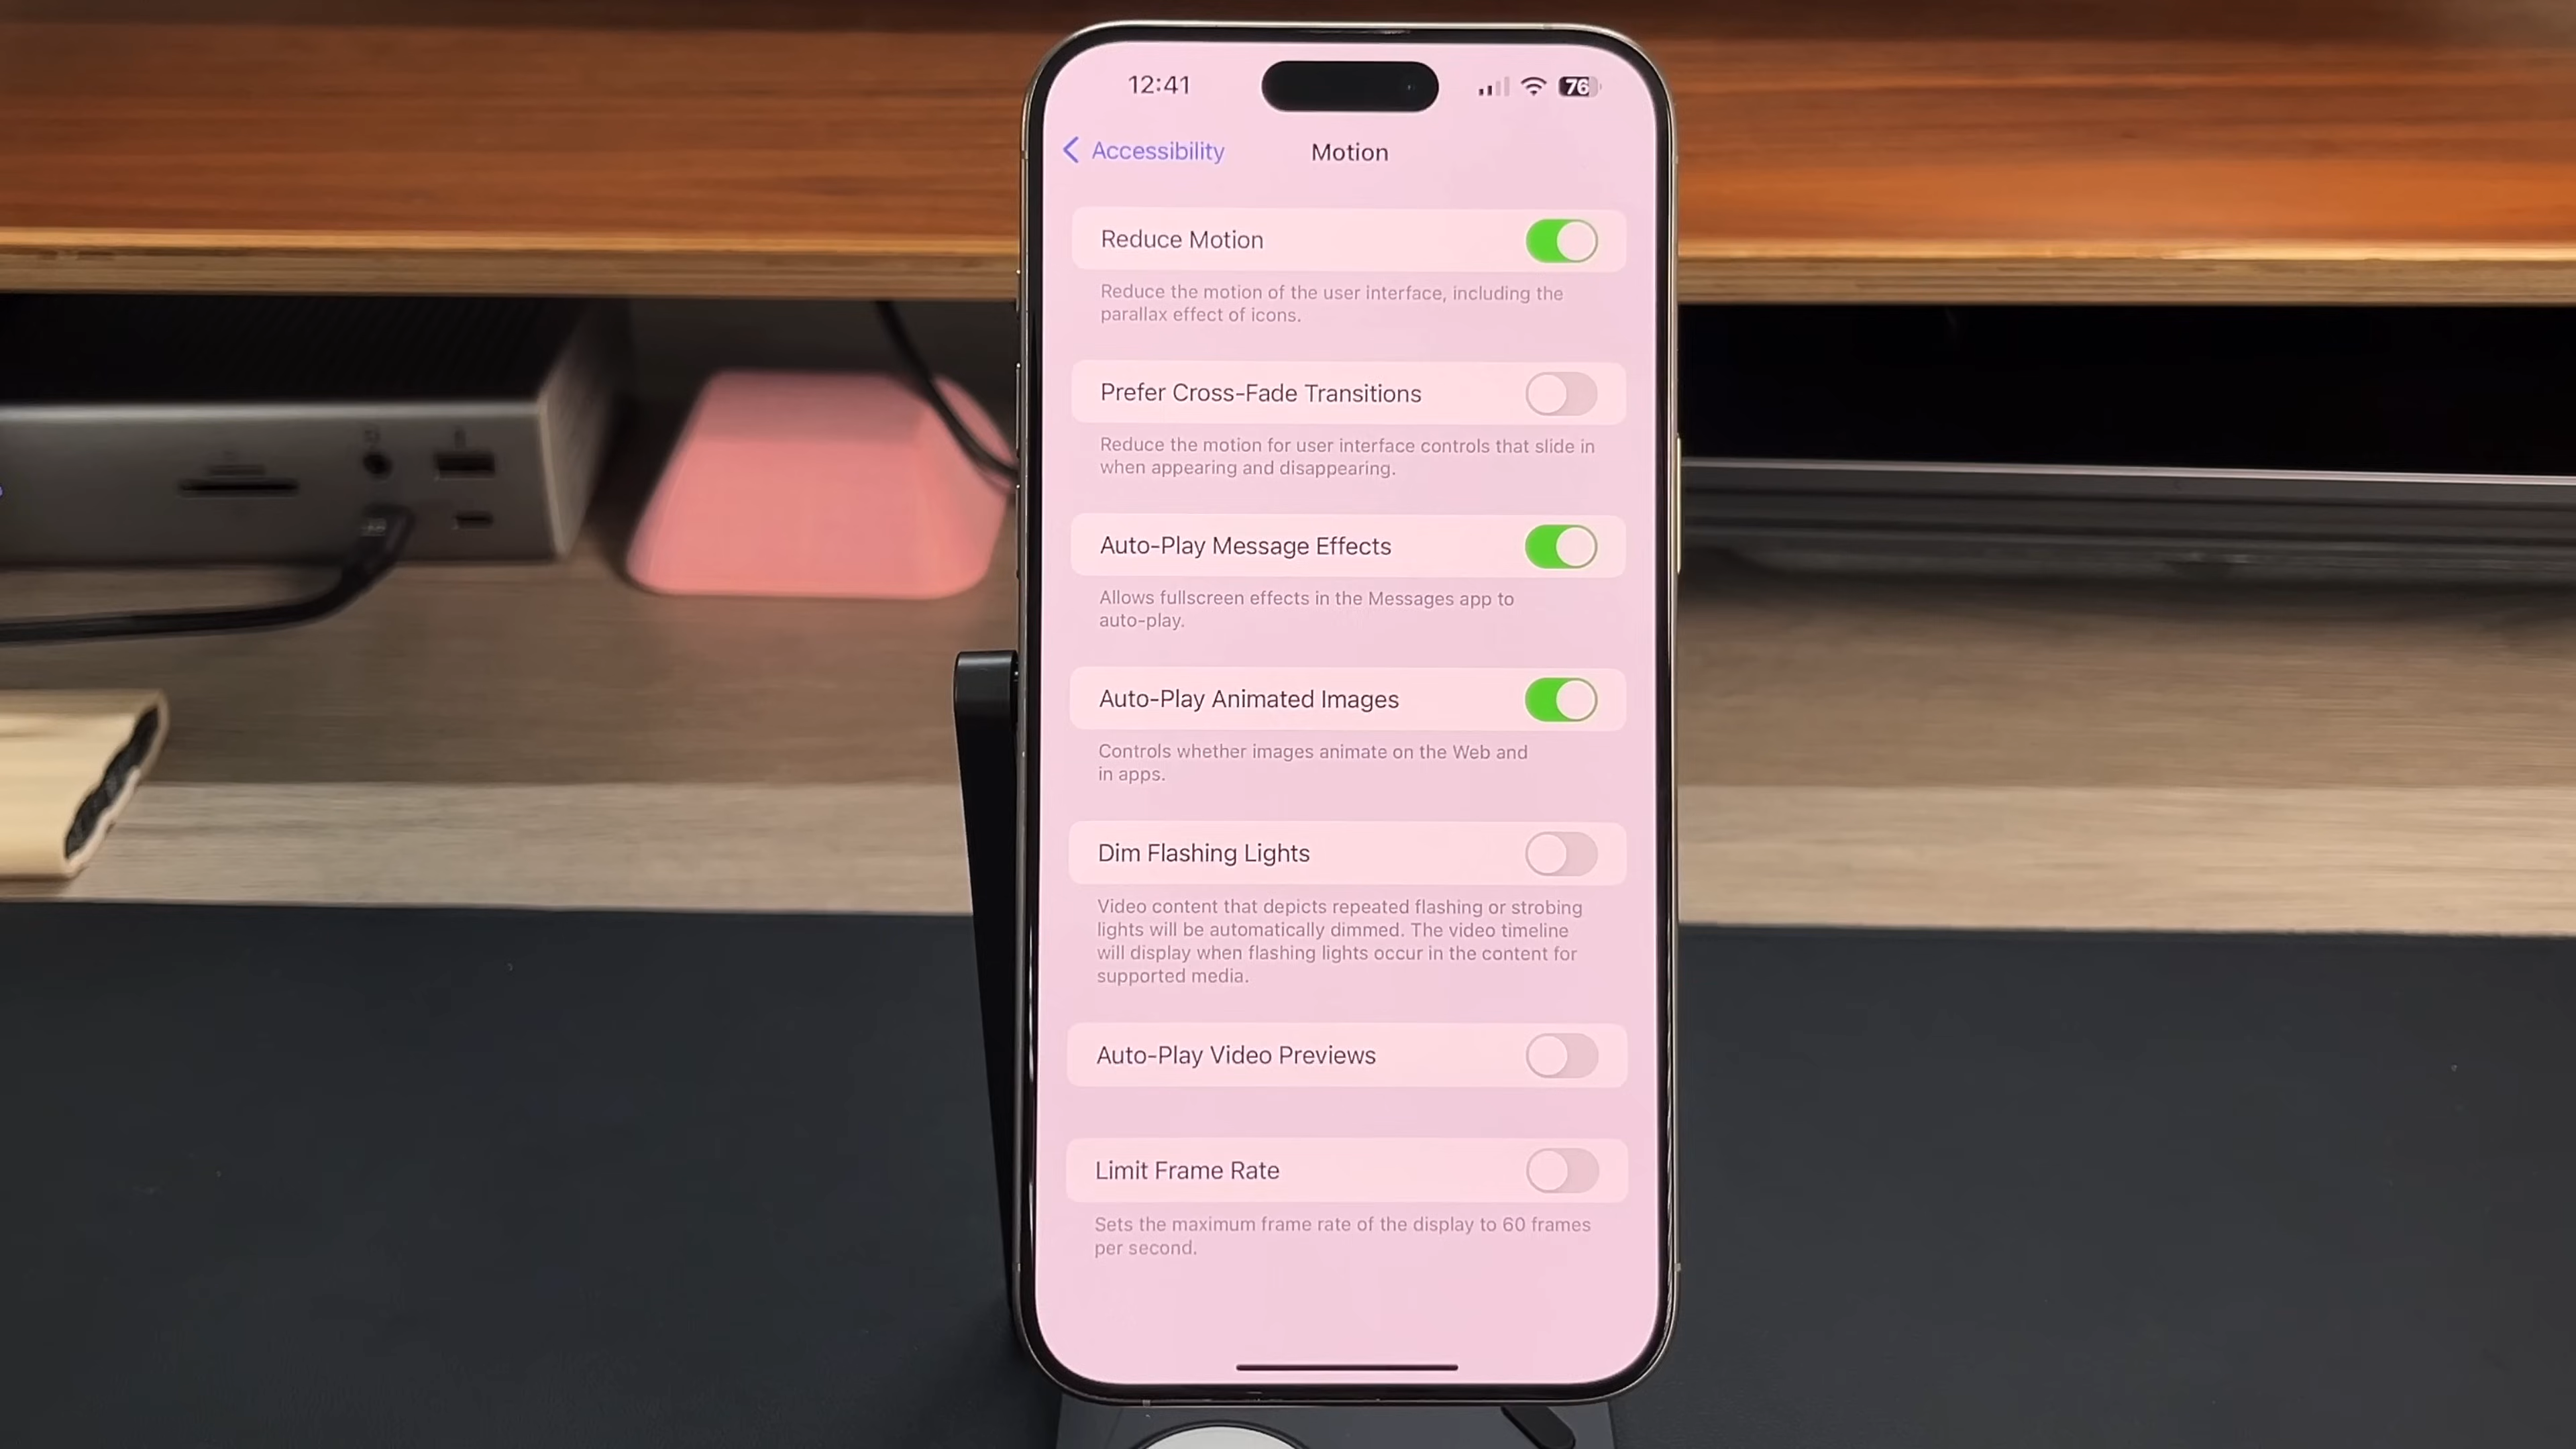 12:41
76
Accessibility
Motion
Reduce Motion
Reduce the motion of the user interface, including the
parallax effect of icons.
Prefer Cross-Fade Transitions
Reduce the motion for user interface controls that slide in
when appearing and disappearing.
Auto-Play Message Effects
Allows fullscreen effects in the Messages app to
auto-play.
Auto-Play Animated Images
Controls whether images animate on the Web and
in apps.
Dim Flashing Lights
Video content that depicts repeated flashing or strobing
lights will be automatically dimmed. The video timeline
will display when flashing lights occur in the content for
supported media.
Auto-Play Video Previews
Limit Frame Rate
Sets the maximum frame rate of the display to 60 frames
per second.